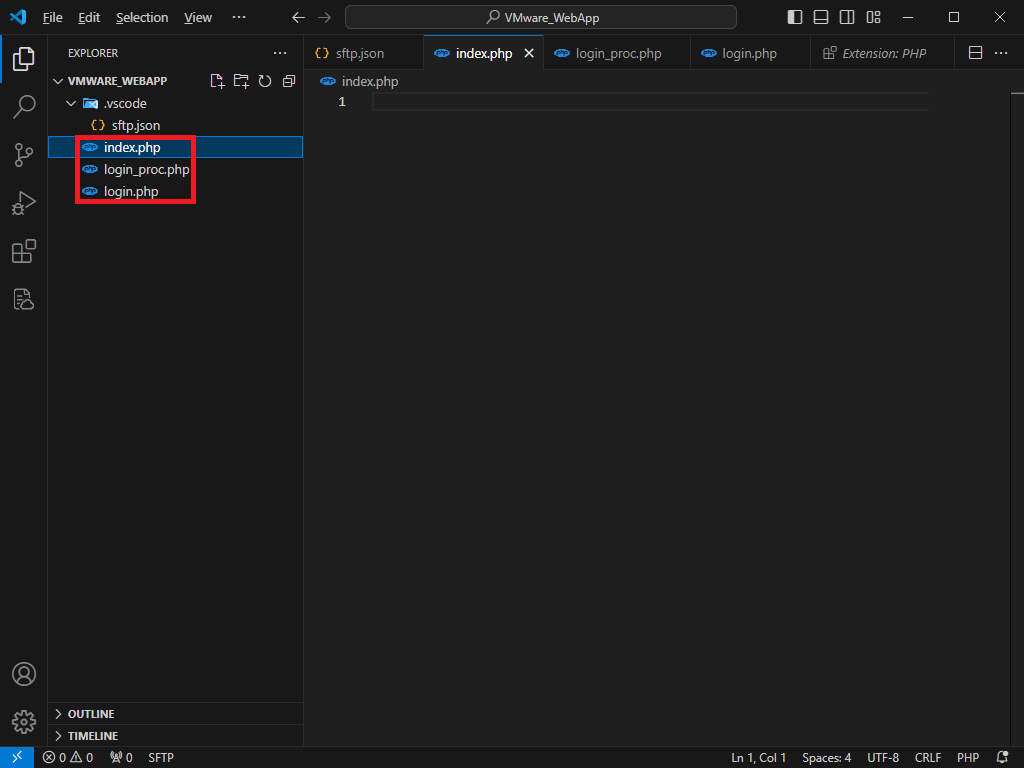 File Edit Selection View ··· VMware_WebApp
EXPLORER ···
sftp.json index.php login_proc.php login.php Extension: PHP ···
VMWARE_WEBAPP
index.php
.vscode
1
sftp.json
index.php
login_proc.php
login.php
OUTLINE
TIMELINE
0 0 0 SFTP Ln 1, Col 1 Spaces: 4 UTF-8 CRLF PHP